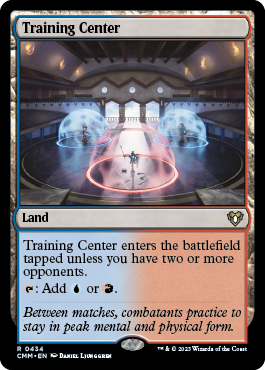 Training Center
Land
Training Center enters the battlefield
tapped unless you have two or more
opponents.
: Add or .
Between matches, combatants practice to
stay in peak mental and physical form.
R 0434
CMM • EN DANIEL LJUNGGREN
™ & © 2023 Wizards of the Coast